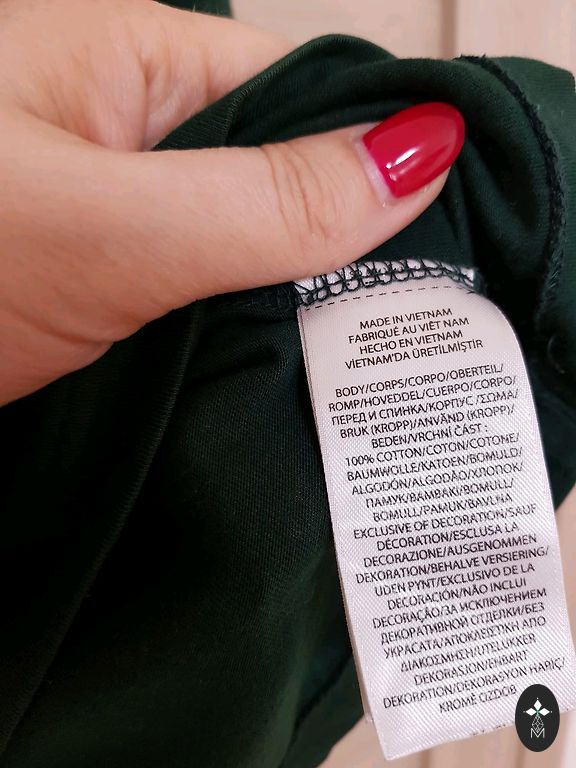 MADE IN VIETNAM
FABRIQUÉ AU VIÊT NAM
HECHO EN VIETNAM
VİETNAM'DA ÜRETİLMİŞTİR
BODY/CORPS/CORPO/OBERTEIL/
ROMP/HOVEDDEL/CUERPO/CORPO/
ПЕРЕД И СПИНКА/КОРПУС /ΣΩΜΑ/
BRUK (KROPP)/ANVÄND (KROPP)/
BEDEN/VRCHNÍ ČÁST :
100% COTTON/COTON/COTONE/
BAUMWOLLE/KATOEN/BOMULD/
ALGODÓN/ALGODÃO/ХЛОПОК/
ПАМУК/ΒΑΜΒΑΚΙ/BOMULL/
BOMULL/PAMUK/BAVLNA
EXCLUSIVE OF DECORATION/SAUF
DÉCORATION/ESCLUSA LA
DECORAZIONE/AUSGENOMMEN
DEKORATION/BEHALVE VERSIERING/
UDEN PYNT/EXCLUSIVO DE LA
DECORACIÓN/NÃO INCLUI
DECORAÇÃO/ЗА ИСКЛЮЧЕНИЕМ
ДЕКОРАТИВНОЙ ОТДЕЛКИ/БЕЗ
УКРАСАТА/ΑΠΟΚΛΕΙΣΤΙΚΗ ΑΠΟ
ΔΙΑΚΟΣΜΗΣΗ/UTELUKKER
DEKORASJON/ENBART
DEKORATION/DEKORASYON HARİÇ/
KROMĚ OZDOB